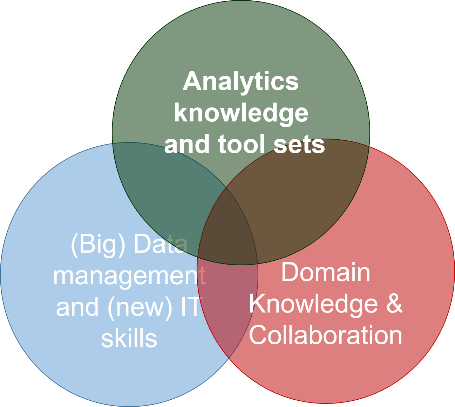 Analytics
knowledge
and tool sets
(Big) Data
management
and (new) IT
skills
Domain
Knowledge &
Collaboration